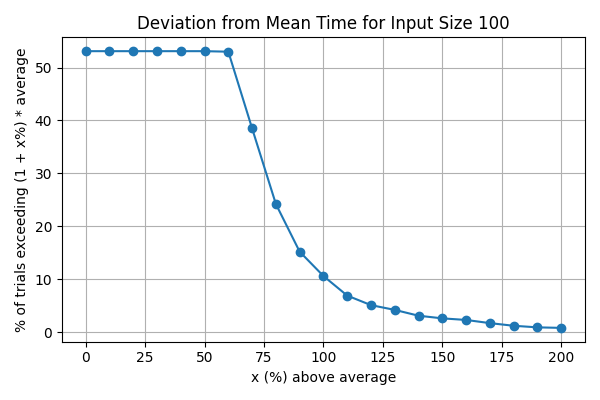 Deviation from Mean Time for Input Size 100
% of trials exceeding (1 + x%) * average
50
40
30
20
10
0
0 25 50 75 100 125 150 175 200
x (%) above average